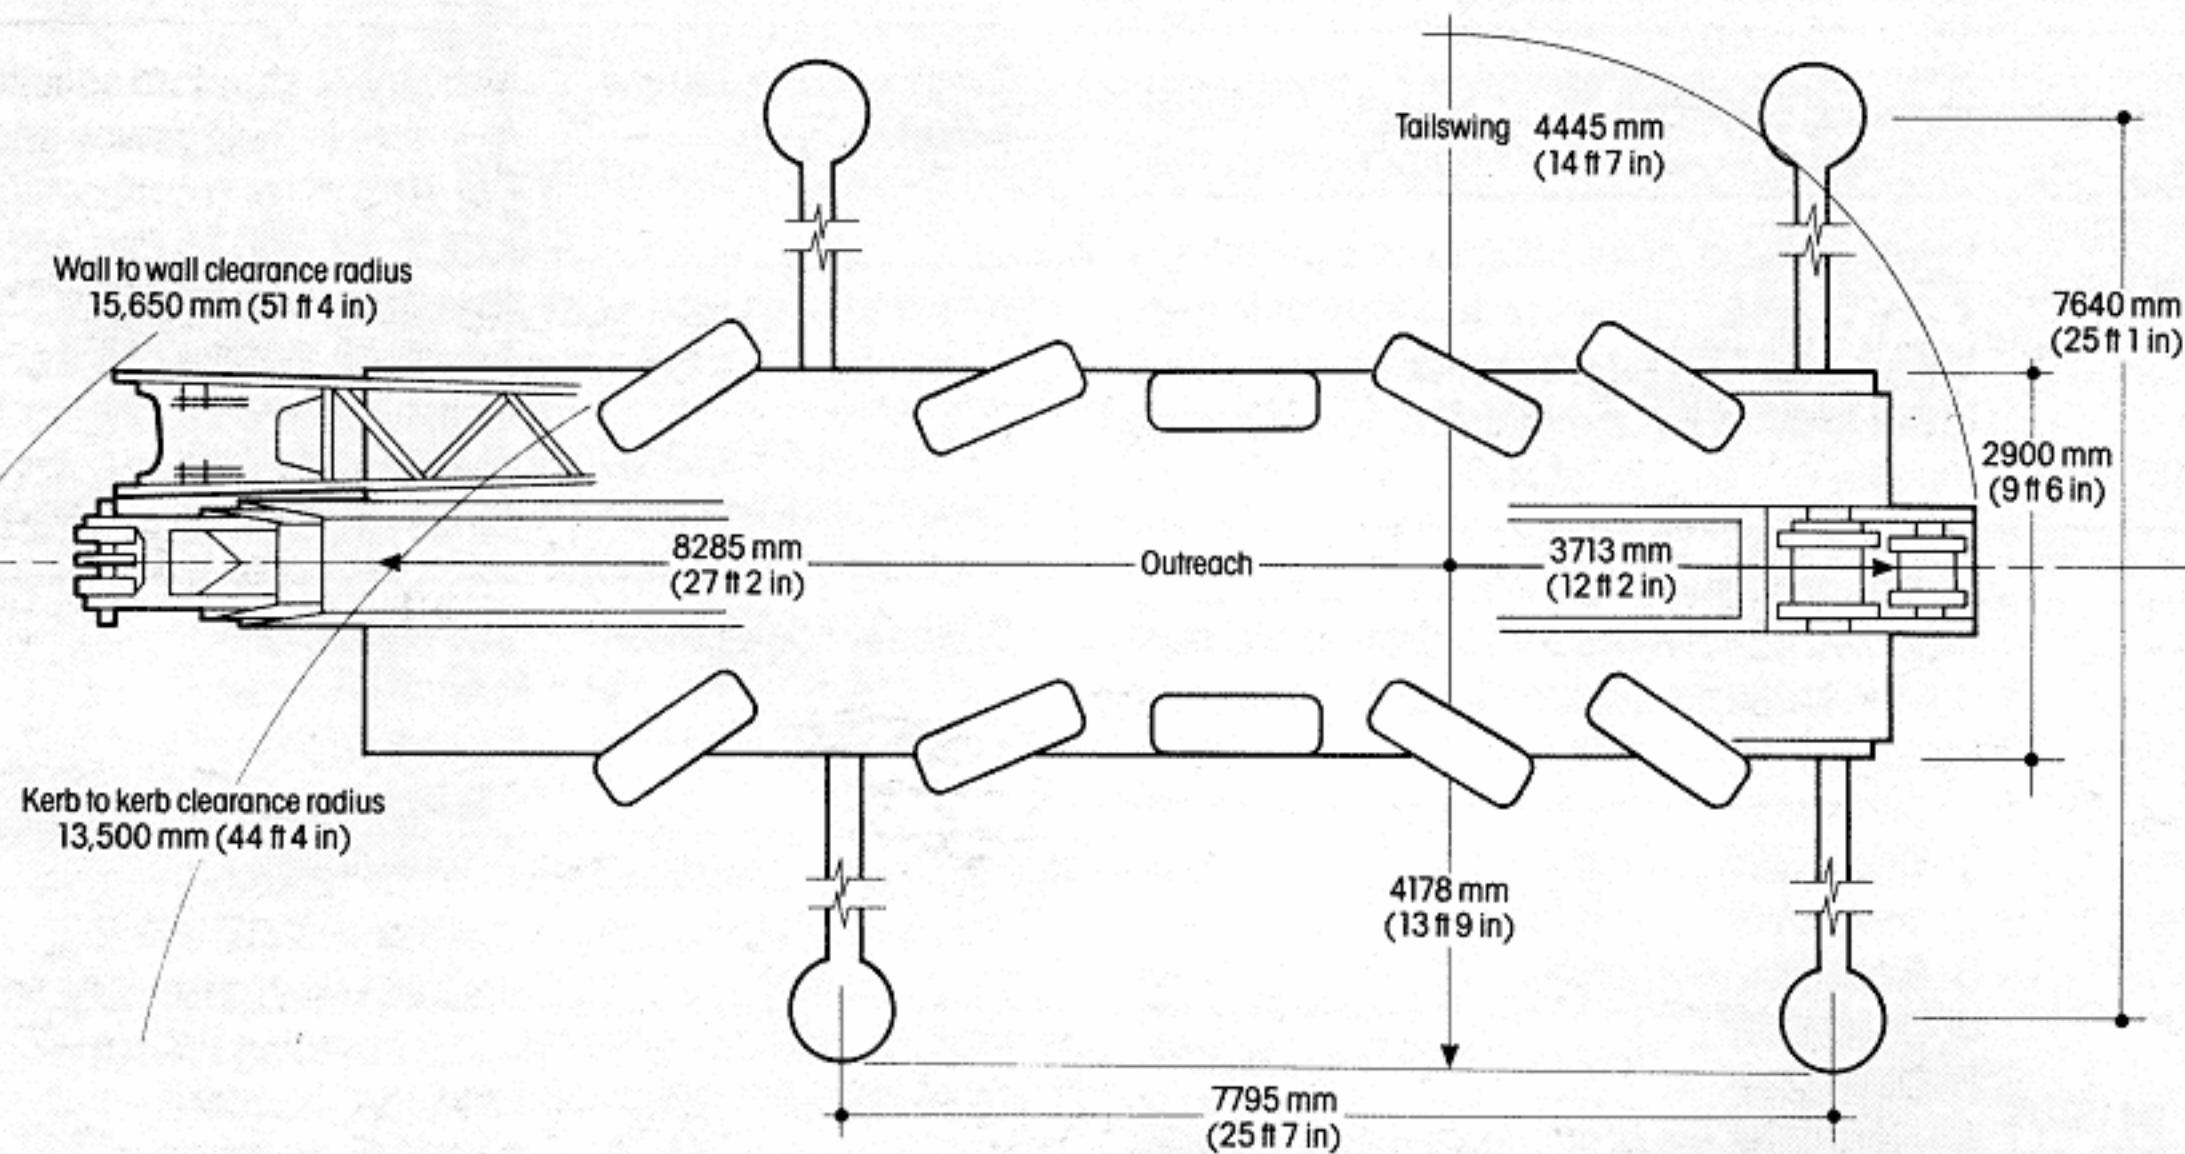 Tailswing 4445 mm
(14 ft 7 in)
Wall to wall clearance radius
15,650 mm (51 ft 4 in)
7640 mm
(25 ft 1 in)
2900 mm
(9 ft 6 in)
8285 mm
(27 ft 2 in)
Outreach
3713 mm
(12 ft 2 in)
Kerb to kerb clearance radius
13,500 mm (44 ft 4 in)
4178 mm
(13 ft 9 in)
7795 mm
(25 ft 7 in)